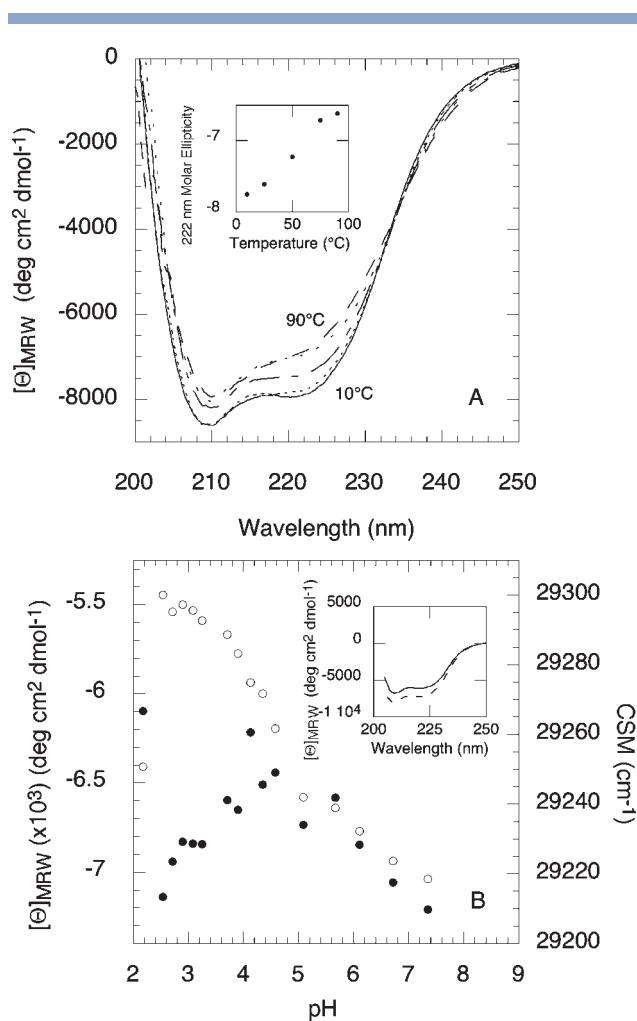 0
-2000
-4000
-6000
-8000
[Θ]MRW (deg cm2 dmol-1)
222 nm Molar Ellipticity
-7
-8
0 50 100
Temperature (°C)
90°C
10°C
A
200 210 220 230 240 250
Wavelength (nm)
-5.5
-6
-6.5
-7
[Θ]MRW (x103) (deg cm2 dmol-1)
[Θ]MRW (deg cm2 dmol-1)
5000
0
-5000
-1 104
200 225 250
Wavelength (nm)
29300
29280
29260
29240
29220
29200
CSM (cm-1)
B
2 3 4 5 6 7 8 9
pH